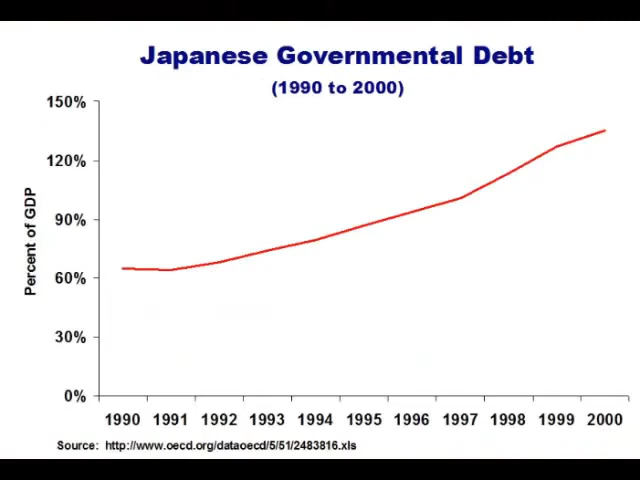 Japanese Governmental Debt
(1990 to 2000)
150%
120%
90%
60%
30%
0%
Percent of GDP
1990 1991 1992 1993 1994 1995 1996 1997 1998 1999 2000
Source: http://www.oecd.org/dataoecd/5/51/2483816.xls